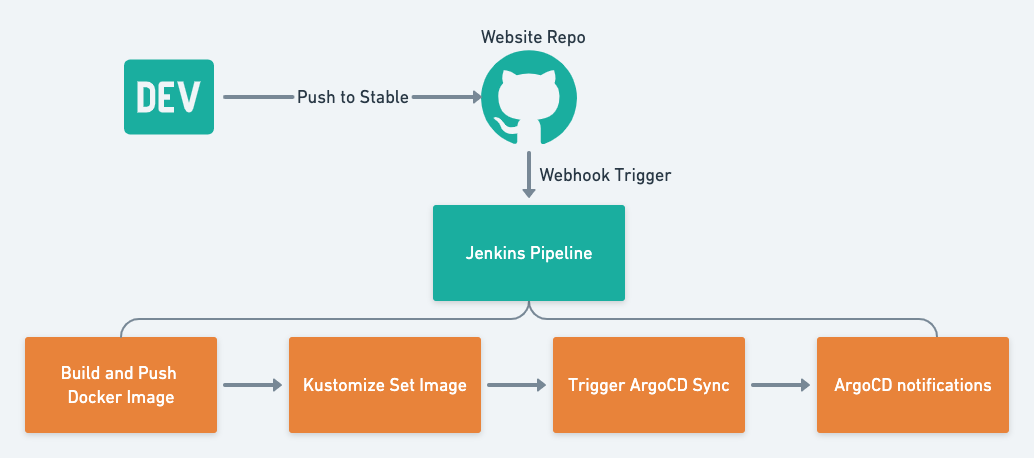 Website Repo
DEV
Push to Stable
Webhook Trigger
Jenkins Pipeline
Build and Push
Docker Image
Kustomize Set Image
Trigger ArgoCD Sync
ArgoCD notifications